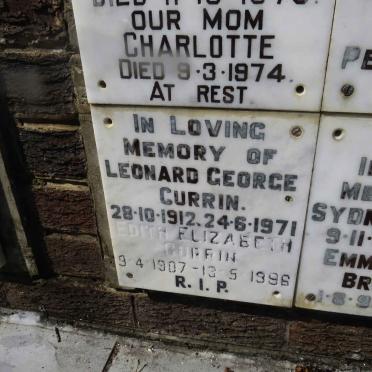 OUR MOM
CHARLOTTE
DIED 9·3·1974.
AT REST
IN LOVING
MEMORY OF
LEONARD GEORGE
CURRIN.
28·10·1912. 24·6·1971
EDITH ELIZABETH
CURRIN
9·4·1907 - 13·5·1996
R.I.P.